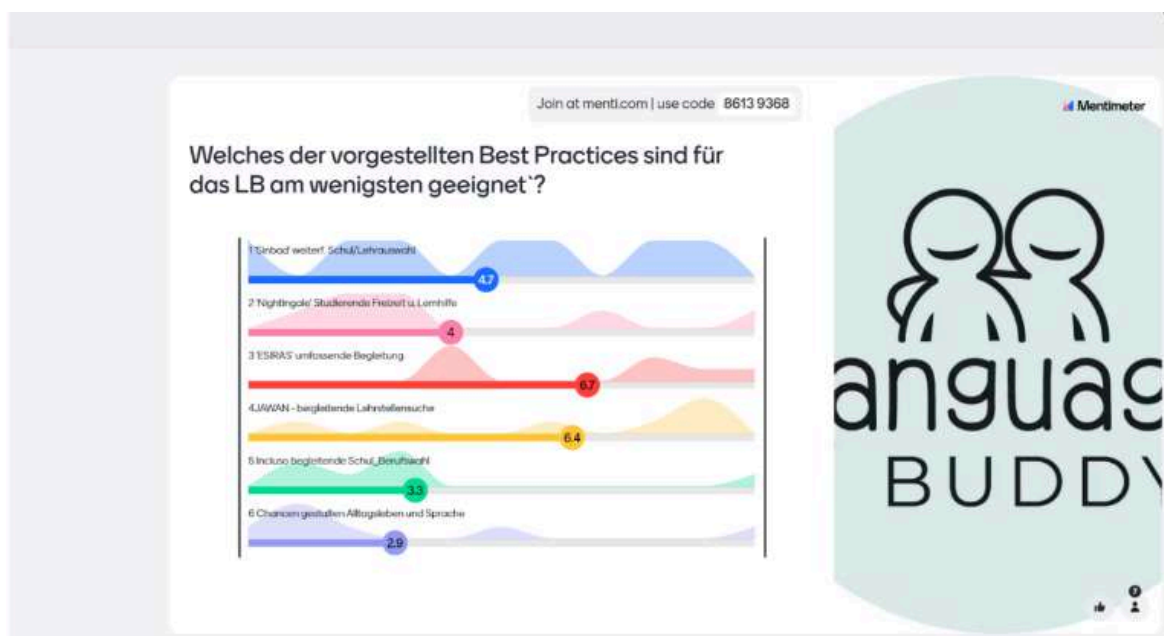 Join at menti.com | use code 8613 9368
Mentimeter
Welches der vorgestellten Best Practices sind für
das LB am wenigsten geeignet`?
1 'Sinbad' weiterf. Schul/Lehrauswahl
4.7
2 'Nightingale' Studierende Freizeit u. Lernhilfe
4
3 'ESIRAS' umfassende Begleitung
6.7
4JAWAN - begleitende Lehrstellensuche
6.4
5 Incluso begleitende Schul_Berufswahl
3.3
6 Chancen gestalten Alltagsleben und Sprache
2.9
anguag
BUDDY
7